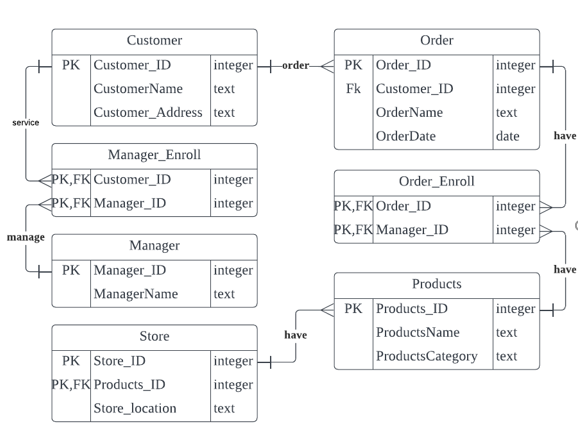 Customer
PK Customer_ID integer
CustomerName text
Customer_Address text
order
Order
PK Order_ID integer
Fk Customer_ID integer
OrderName text
OrderDate date
service
have
Manager_Enroll
PK,FK Customer_ID integer
PK,FK Manager_ID integer
Order_Enroll
PK,FK Order_ID integer
PK,FK Manager_ID integer
manage
have
Manager
PK Manager_ID integer
ManagerName text
Products
PK Products_ID integer
ProductsName text
ProductsCategory text
Store
PK Store_ID integer
PK,FK Products_ID integer
Store_location text
have